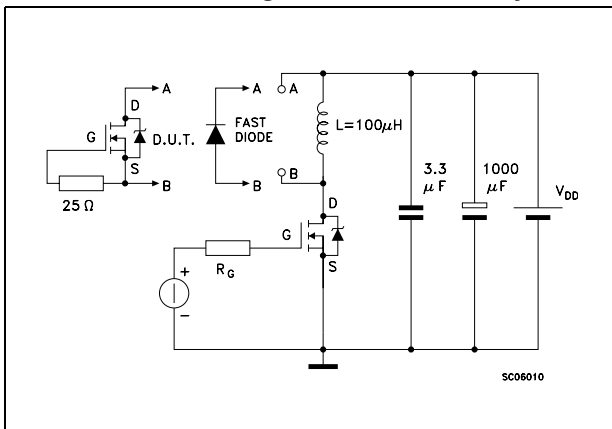 A
A
A
D
G
D.U.T.
S
B
25 Ω
FAST
DIODE
B
B
L=100μH
3.3
μF
1000
μF
V_DD
D
G
S
R_G
+
−
SC06010